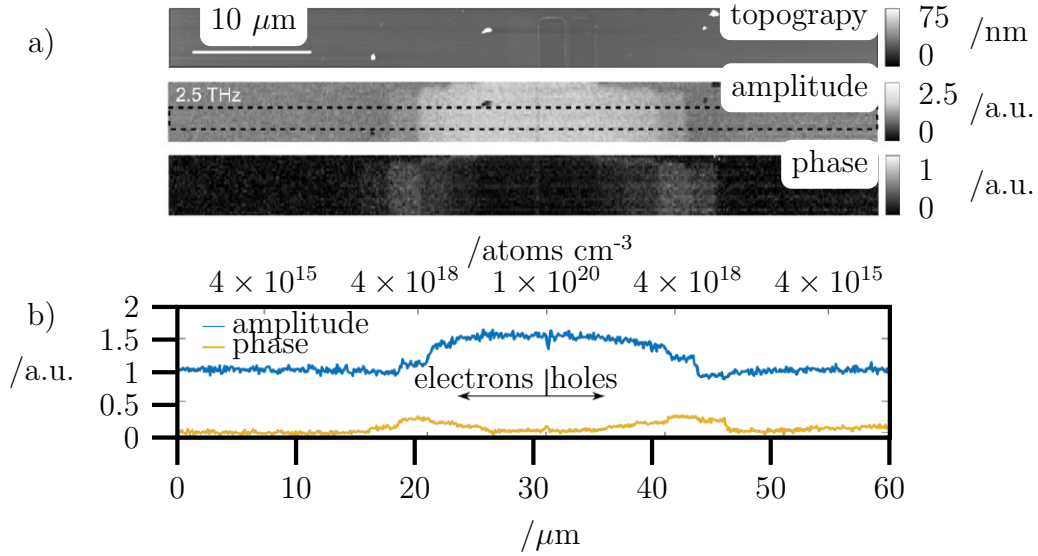 a)
10 μm
topograpy
75
0
/nm
2.5 THz
amplitude
2.5
0
/a.u.
phase
1
0
/a.u.
/atoms cm-3
4 × 10^15 4 × 10^18 1 × 10^20 4 × 10^18 4 × 10^15
b)
/a.u.
2
1.5
1
0.5
0
amplitude
phase
electrons holes
0 10 20 30 40 50 60
/μm